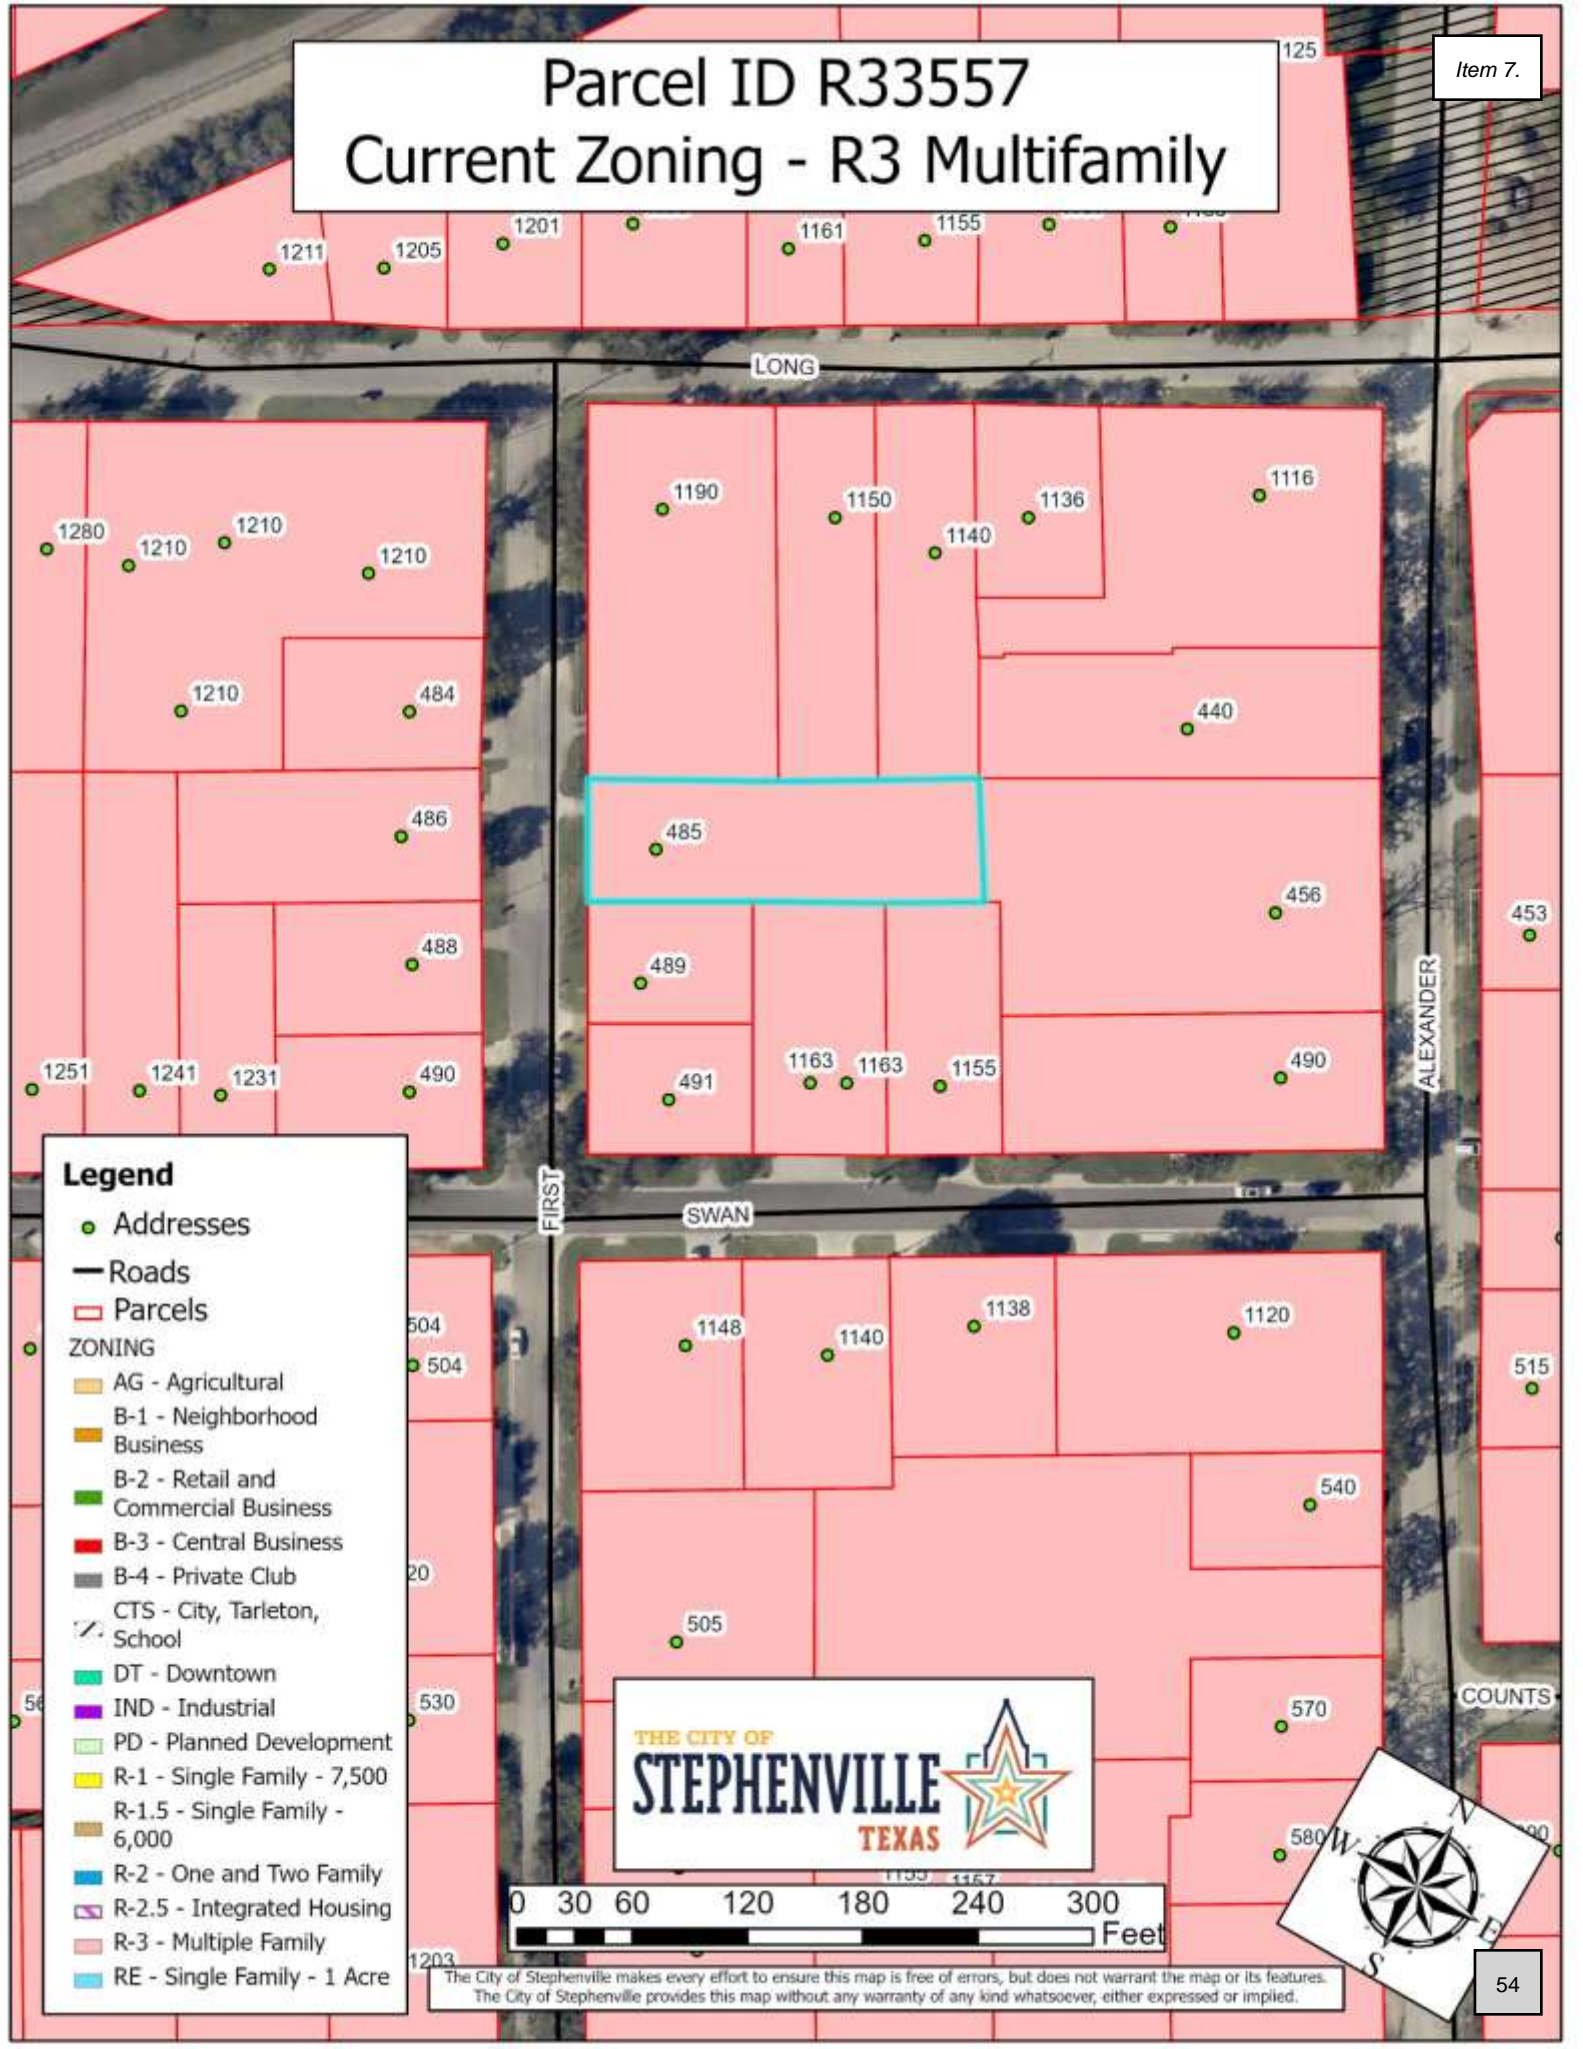 Item 7.
Parcel ID R33557
Current Zoning - R3 Multifamily
125
1211
1205
1201
1161
1155
LONG
1190
1150
1140
1136
1116
1280
1210
1210
1210
1210
484
440
486
485
456
453
488
489
ALEXANDER
1251
1241
1231
490
491
1163
1163
1155
490
FIRST
SWAN
Legend
Addresses
Roads
Parcels
ZONING
AG - Agricultural
B-1 - Neighborhood
Business
B-2 - Retail and
Commercial Business
B-3 - Central Business
B-4 - Private Club
CTS - City, Tarleton,
School
DT - Downtown
IND - Industrial
PD - Planned Development
R-1 - Single Family - 7,500
R-1.5 - Single Family -
6,000
R-2 - One and Two Family
R-2.5 - Integrated Housing
R-3 - Multiple Family
RE - Single Family - 1 Acre
504
504
20
530
56
1203
1148
1140
1138
1120
515
540
505
570
COUNTS
580
90
THE CITY OF
STEPHENVILLE
TEXAS
1155 1157
N
W
E
S
0 30 60 120 180 240 300
Feet
The City of Stephenville makes every effort to ensure this map is free of errors, but does not warrant the map or its features.
The City of Stephenville provides this map without any warranty of any kind whatsoever, either expressed or implied.
54